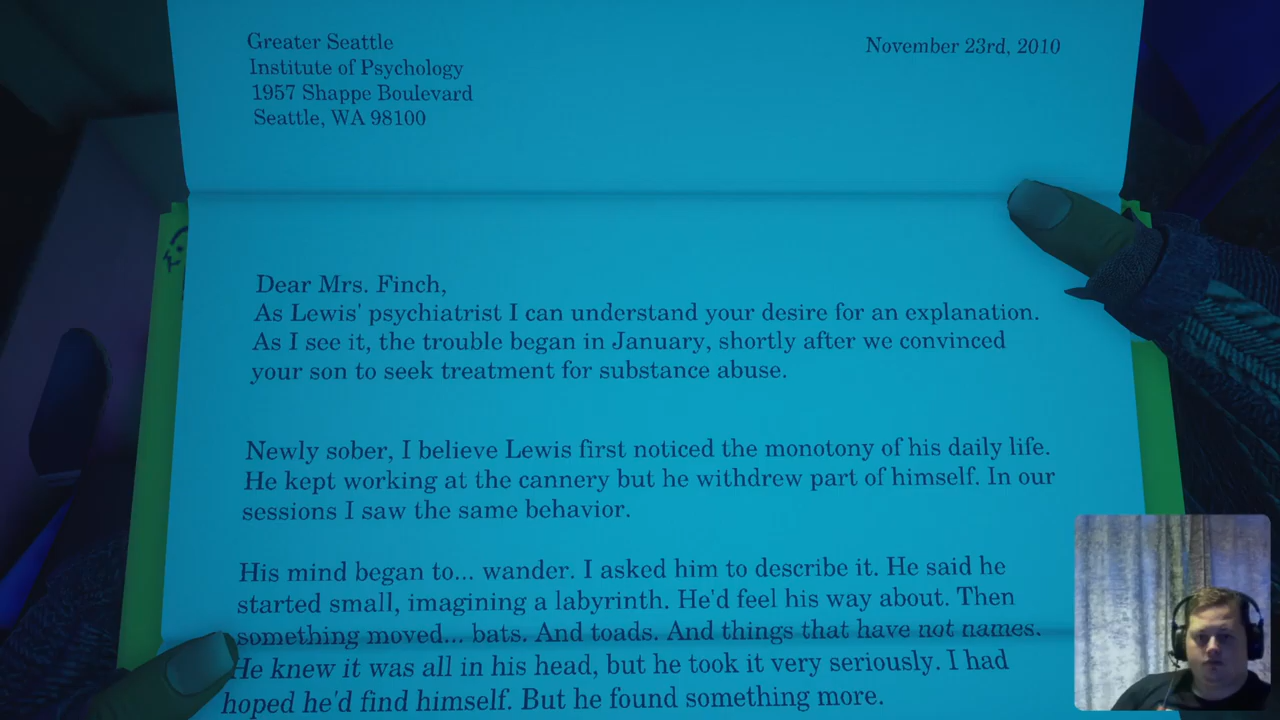 Greater Seattle
November 23rd, 2010
Institute of Psychology
1957 Shappe Boulevard
Seattle, WA 98100
Dear Mrs. Finch,
As Lewis' psychiatrist I can understand your desire for an explanation.
As I see it, the trouble began in January, shortly after we convinced
your son to seek treatment for substance abuse.
Newly sober, I believe Lewis first noticed the monotony of his daily life.
He kept working at the cannery but he withdrew part of himself. In our
sessions I saw the same behavior.
His mind began to... wander. I asked him to describe it. He said he
started small, imagining a labyrinth. He'd feel his way about. Then
something moved... bats. And toads. And things that have not names.
He knew it was all in his head, but he took it very seriously. I had
hoped he'd find himself. But he found something more.